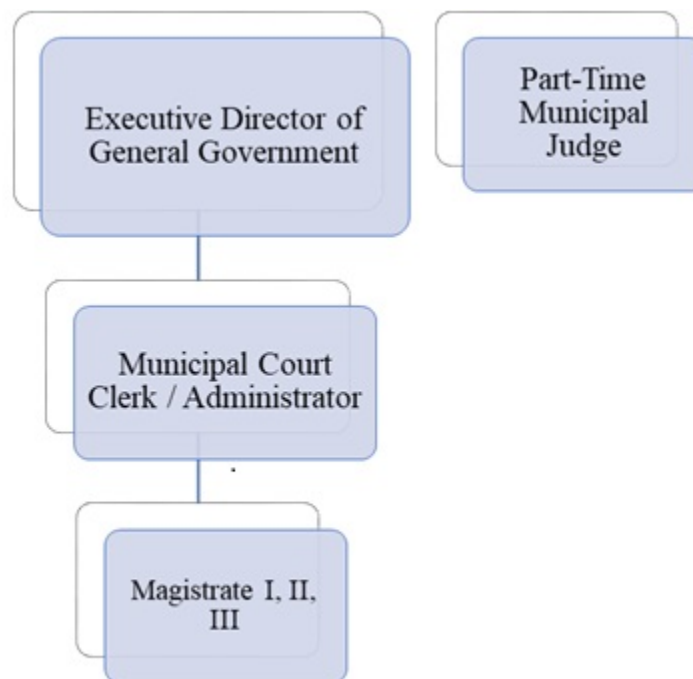 Executive Director of
General Government
Part-Time
Municipal
Judge
Municipal Court
Clerk / Administrator
Magistrate I, II,
III